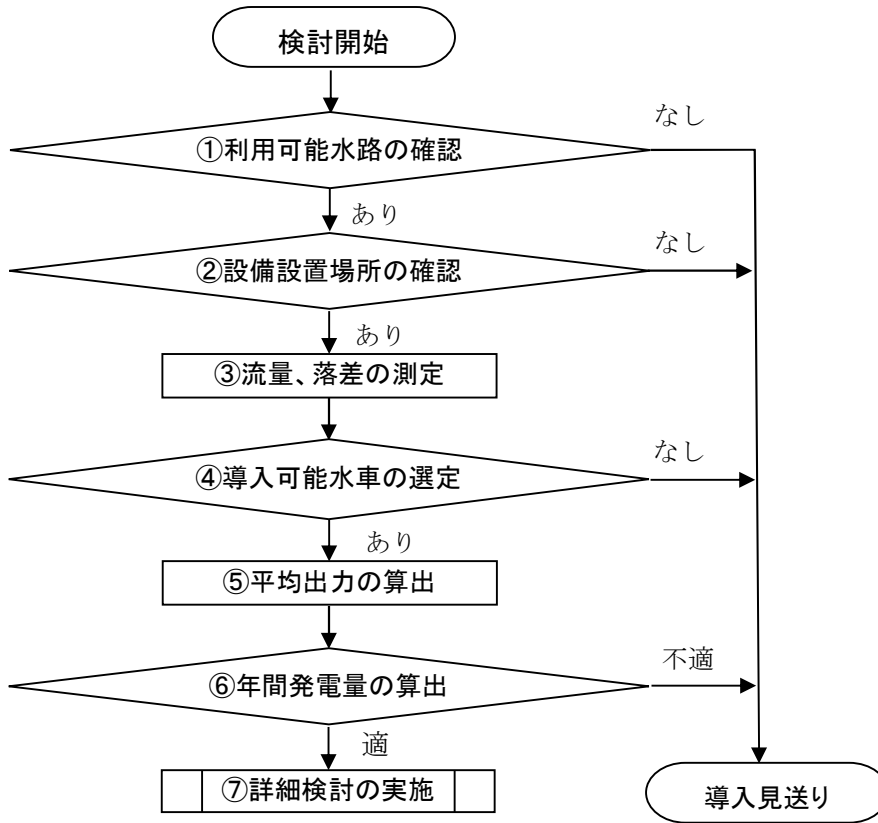 検討開始
なし
①利用可能水路の確認
あり
なし
②設備設置場所の確認
あり
③流量、落差の測定
なし
④導入可能水車の選定
あり
⑤平均出力の算出
不適
⑥年間発電量の算出
適
⑦詳細検討の実施
導入見送り